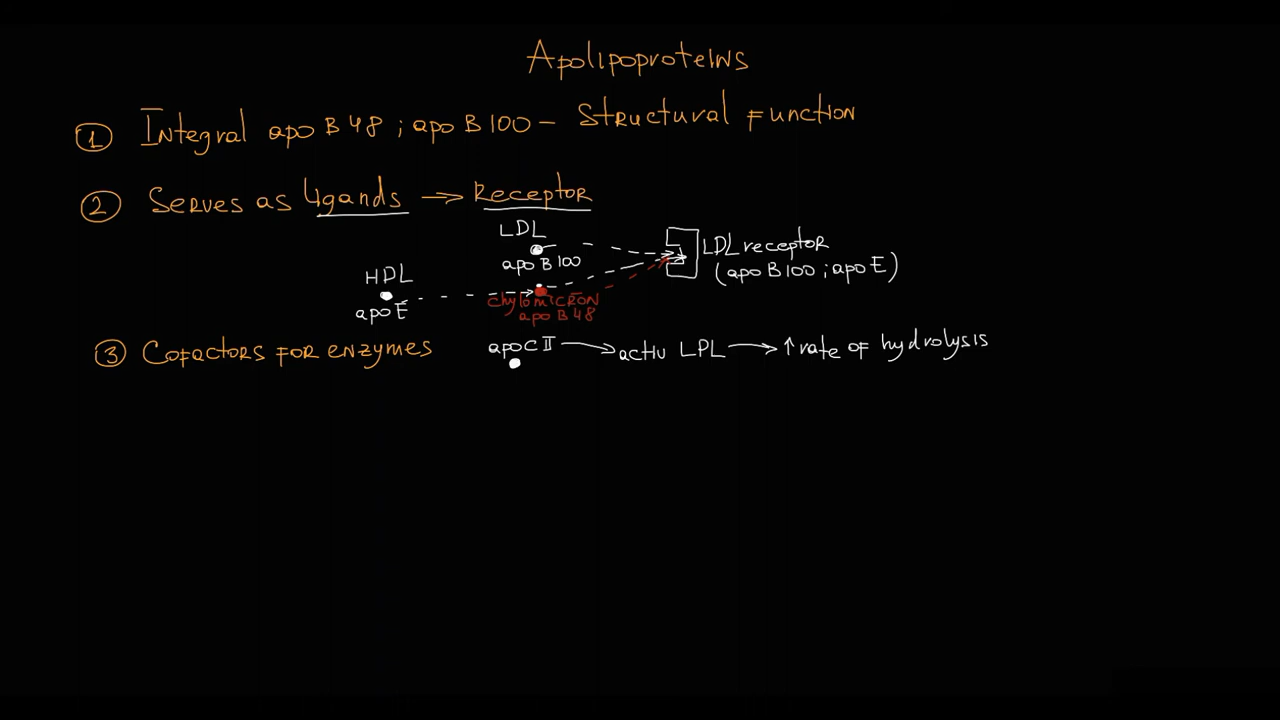 Apolipoproteins
1 Integral apo B 48 ; apo B 100 - Structural Function
2 Serves as ligands → Receptor
LDL
apo B 100
LDL receptor
(apo B 100 ; apo E)
HDL
apo E
chylomicron
apo B 48
3 Cofactors for enzymes apo C II → activ LPL → ↑ rate of hydrolysis